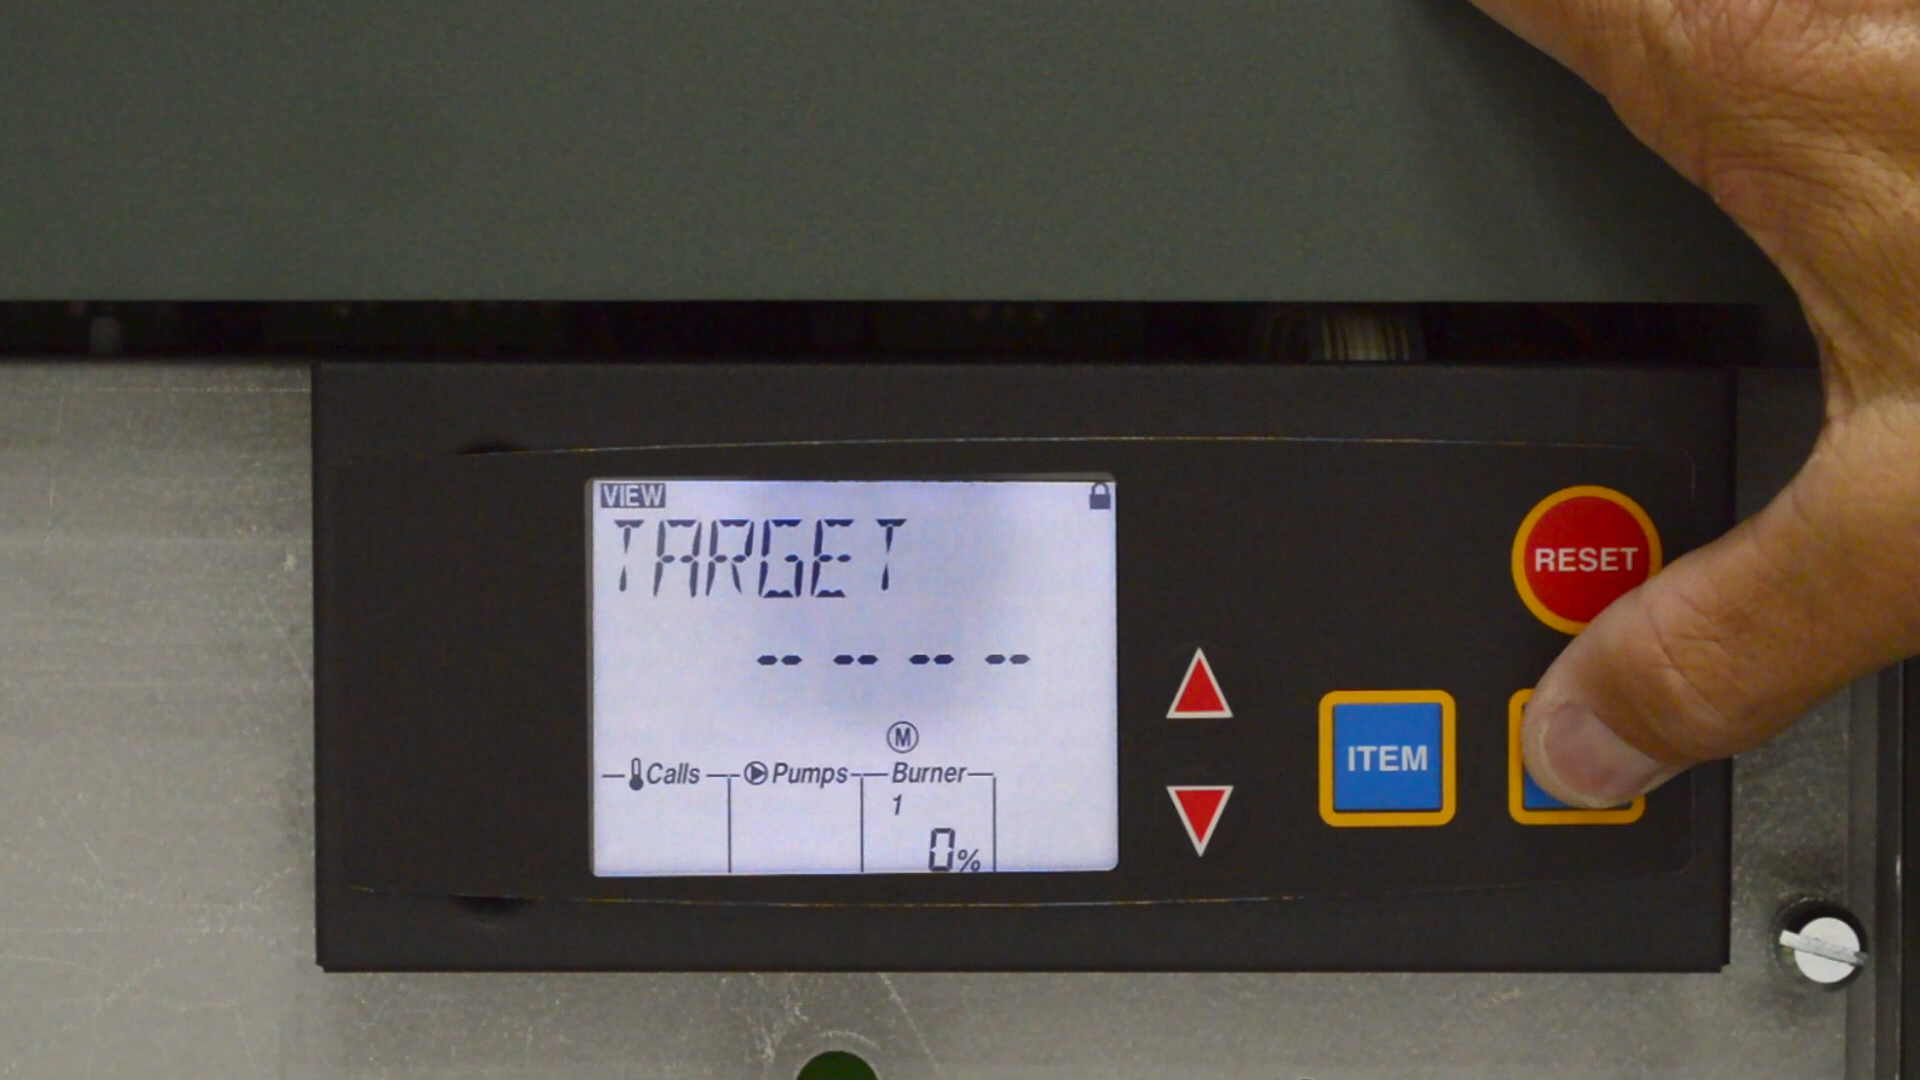 VIEW
TARGET
-- -- -- --
M
Calls Pumps Burner
1
0%
RESET
ITEM